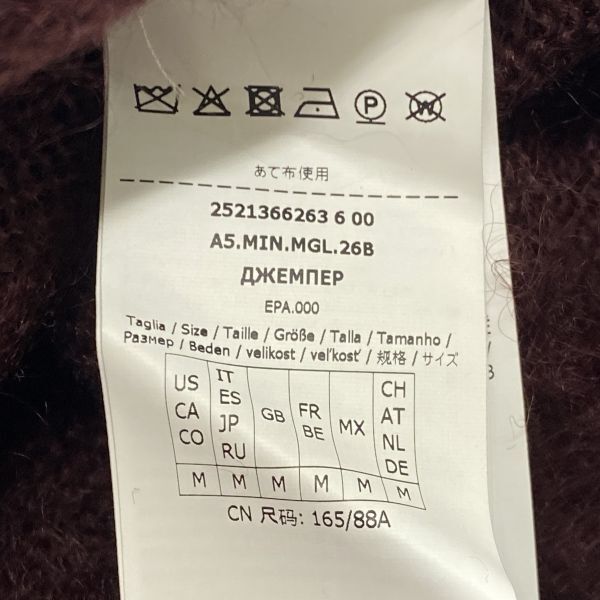 P
W
あて布使用
2521366263 6 00
A5.MIN.MGL.26B
ДЖЕМПЕР
EPA.000
Taglia / Size / Taille / Größe / Talla / Tamanho /
Размер / Beden / velikost / veľkosť / 规格 / サイズ
US CA CO
IT ES JP RU
GB
FR BE
MX
CH AT NL DE
M M M M M M
CN 尺码: 165/88A